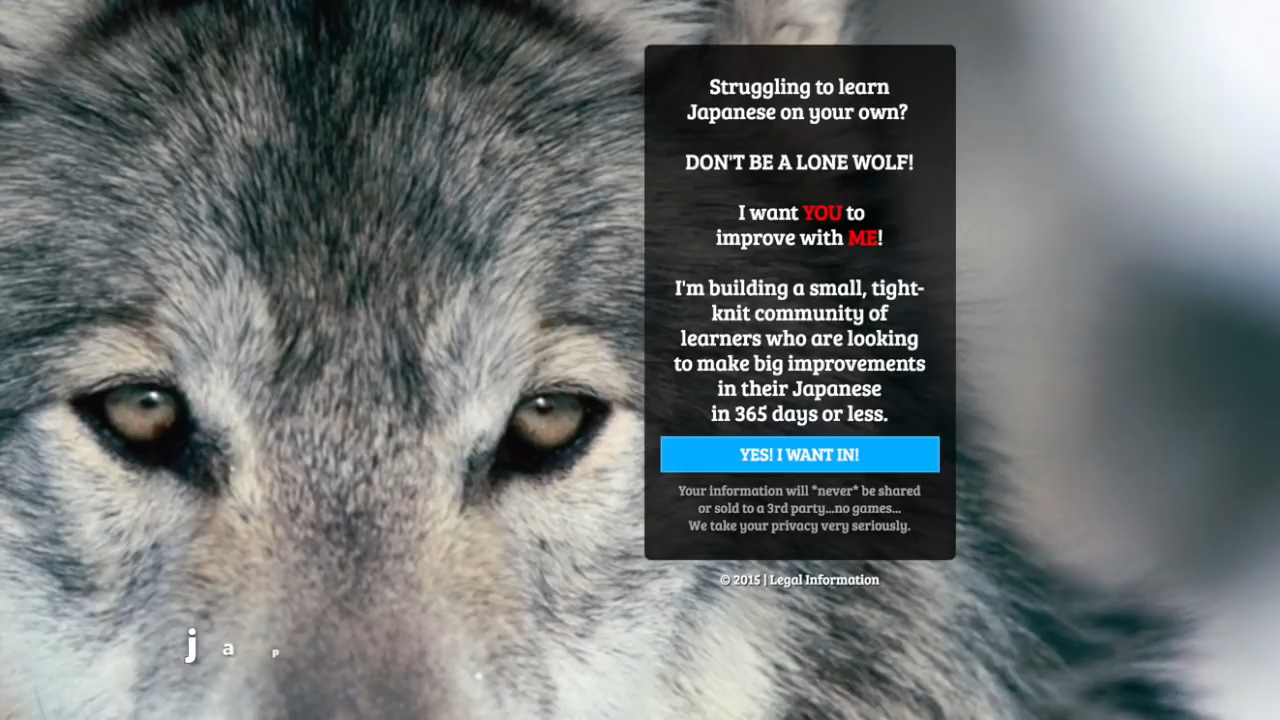 Struggling to learn
Japanese on your own?
DON'T BE A LONE WOLF!
I want YOU to
improve with ME!
I'm building a small, tight-
knit community of
learners who are looking
to make big improvements
in their Japanese
in 365 days or less.
YES! I WANT IN!
Your information will *never* be shared
or sold to a 3rd party...no games...
We take your privacy very seriously.
© 2015 | Legal Information
j a p